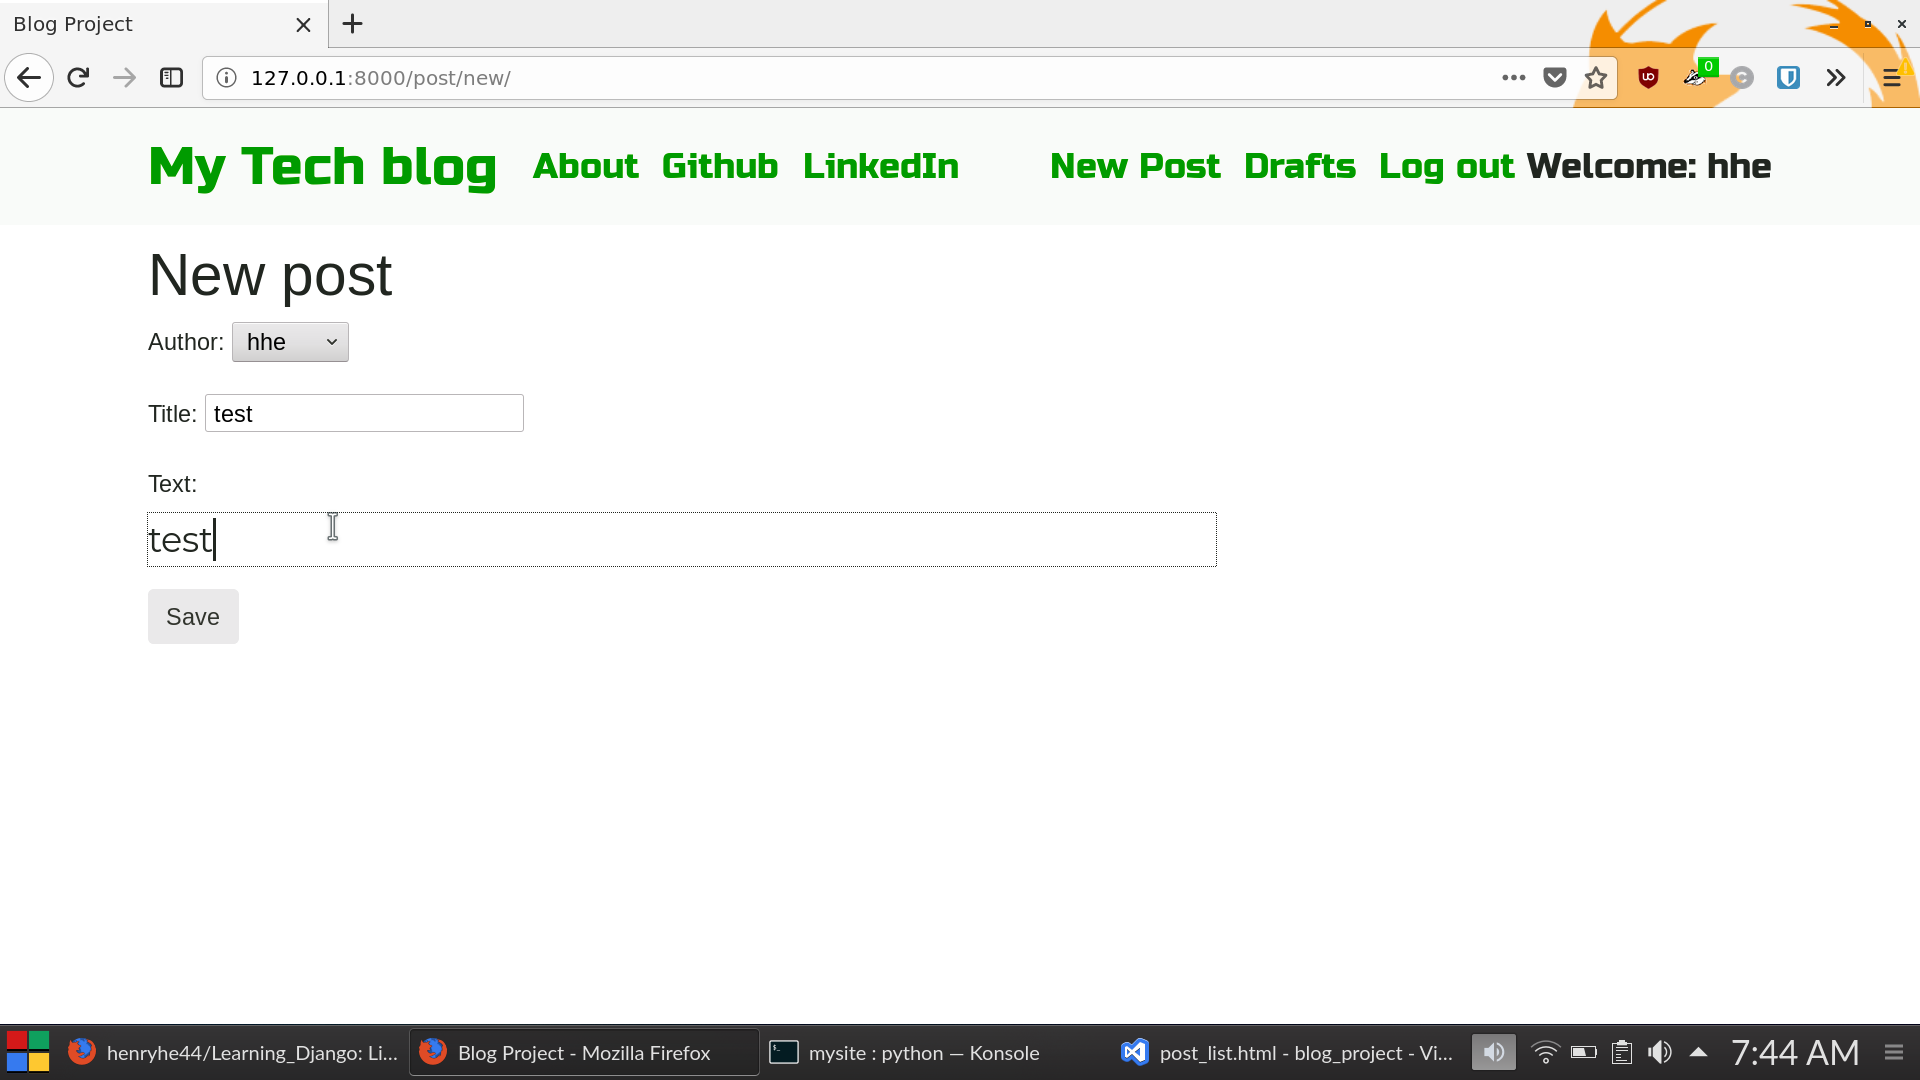 Blog Project
127.0.0.1:8000/post/new/
0
My Tech blog About Github LinkedIn New Post Drafts Log out Welcome: hhe
New post
Author: hhe
Title: test
Text:
test
Save
henryhe44/Learning_Django: Li... Blog Project - Mozilla Firefox mysite : python — Konsole post_list.html - blog_project - Vi... 7:44 AM